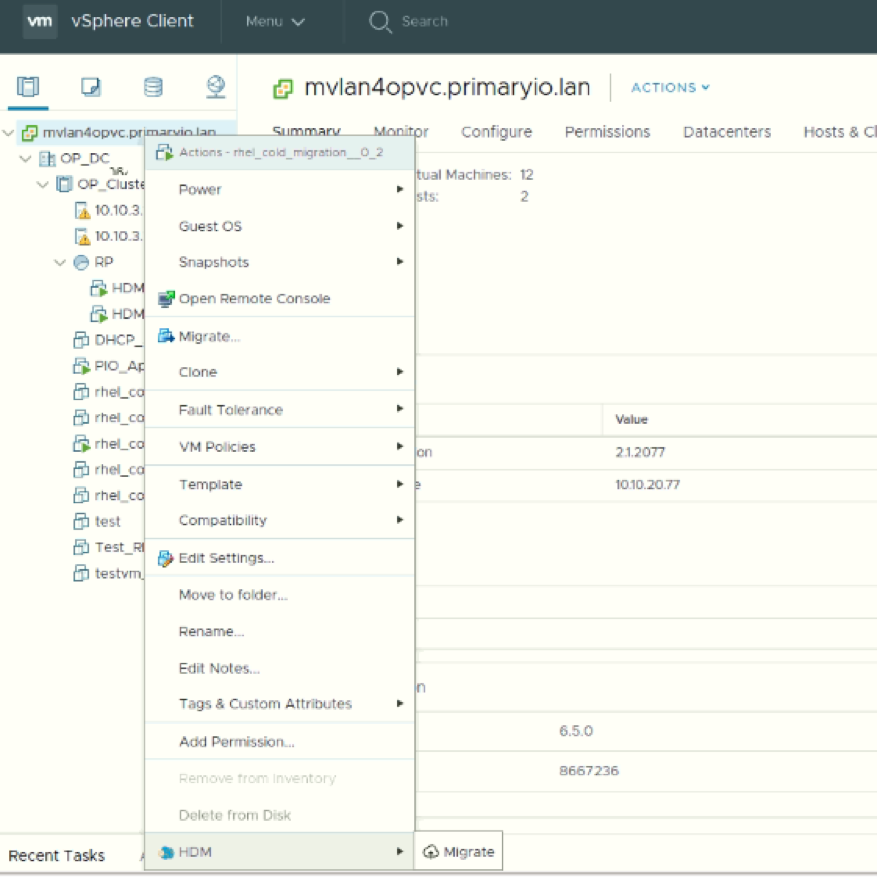 vm vSphere Client Menu Search
mvlan4opvc.primaryio.lan ACTIONS
mvlan4opvc.primaryio.lan Summary Monitor Configure Permissions Datacenters Hosts & Cl
Actions - rhel_cold_migration__0_2
OP_DC
tual Machines: 12
OP_Cluste
Power
sts: 2
10.10.3.
Guest OS
10.10.3.
RP
Snapshots
HDM
Open Remote Console
HDM
DHCP_
Migrate...
PIO_Ap
Clone
rhel_co
Fault Tolerance
rhel_co
Value
rhel_co
VM Policies
on 2.1.2077
rhel_co
Template
e 10.10.20.77
rhel_co
Compatibility
test
Test_R
Edit Settings...
testvm_
Move to folder...
Rename...
Edit Notes...
n
Tags & Custom Attributes
6.5.0
Add Permission...
8667236
Remove from Inventory
Delete from Disk
Recent Tasks
HDM
Migrate